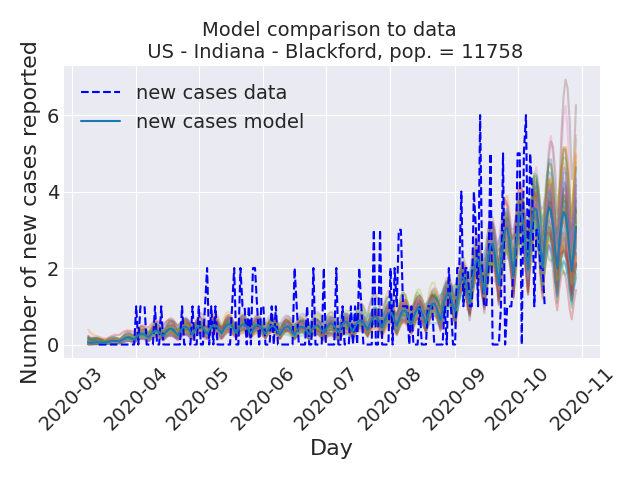 Model comparison to data
US - Indiana - Blackford, pop. = 11758
Number of new cases reported
6
4
2
0
new cases data
new cases model
2020-03
2020-04
2020-05
2020-06
2020-07
2020-08
2020-09
2020-10
2020-11
Day